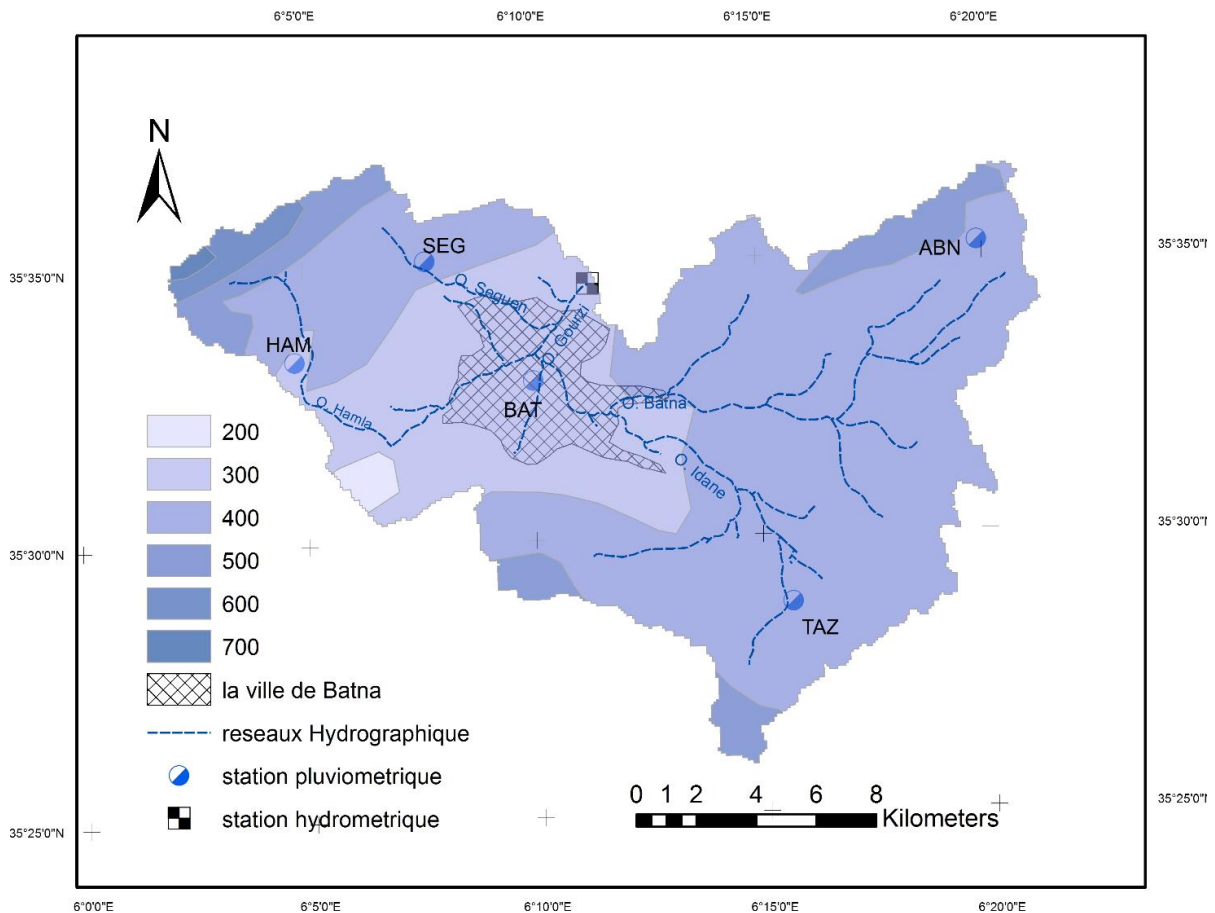 6°5'0"E
6°10'0"E
6°15'0"E
6°20'0"E
N
SEG
ABN
35°35'0"N
35°35'0"N
O. Seguen
O. Gourzi
HAM
O. Hamla
BAT
O. Batna
O. Idane
200
300
400
500
600
700
35°30'0"N
35°30'0"N
TAZ
la ville de Batna
reseaux Hydrographique
station pluviometrique
station hydrometrique
0 1 2 4 6 8
Kilometers
35°25'0"N
35°25'0"N
6°0'0"E
6°5'0"E
6°10'0"E
6°15'0"E
6°20'0"E